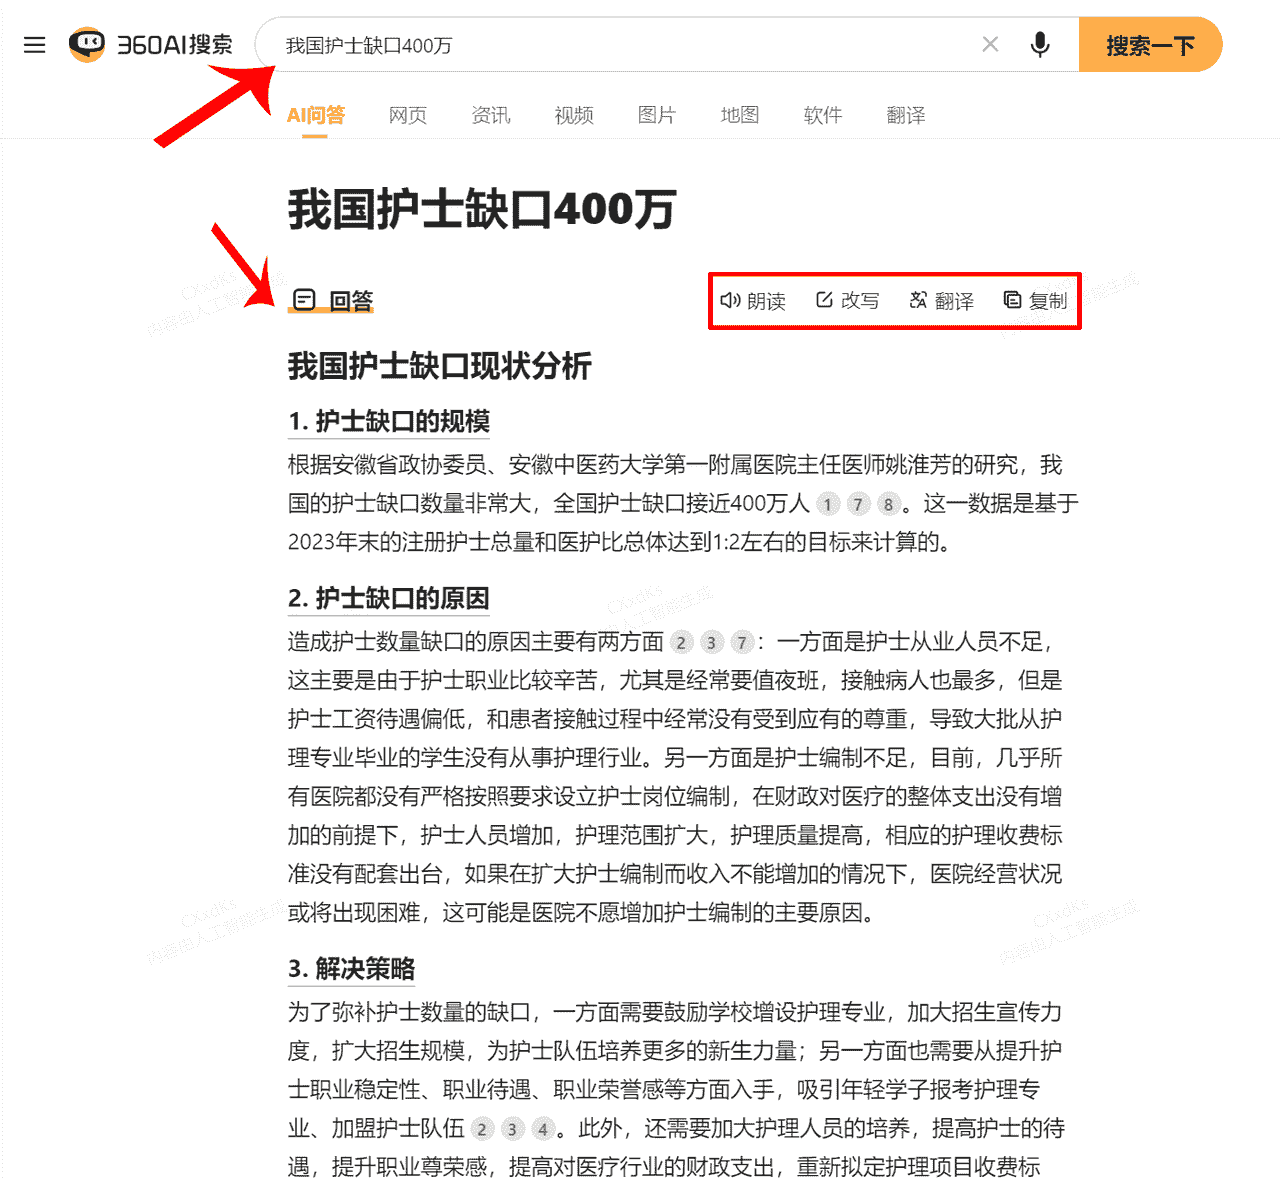 360AI搜索
我国护士缺口400万
搜索一下
AI问答 网页 资讯 视频 图片 地图 软件 翻译
我国护士缺口400万
回答
朗读 改写 翻译 复制
我国护士缺口现状分析
1. 护士缺口的规模
根据安徽省政协委员、安徽中医药大学第一附属医院主任医师姚淮芳的研究，我
国的护士缺口数量非常大，全国护士缺口接近400万人 1 7 8 。这一数据是基于
2023年末的注册护士总量和医护比总体达到1:2左右的目标来计算的。
2. 护士缺口的原因
造成护士数量缺口的原因主要有两方面 2 3 7 ：一方面是护士从业人员不足，
这主要是由于护士职业比较辛苦，尤其是经常要值夜班，接触病人也最多，但是
护士工资待遇偏低，和患者接触过程中经常没有受到应有的尊重，导致大批从护
理专业毕业的学生没有从事护理行业。另一方面是护士编制不足，目前，几乎所
有医院都没有严格按照要求设立护士岗位编制，在财政对医疗的整体支出没有增
加的前提下，护士人员增加，护理范围扩大，护理质量提高，相应的护理收费标
准没有配套出台，如果在扩大护士编制而收入不能增加的情况下，医院经营状况
或将出现困难，这可能是医院不愿增加护士编制的主要原因。
3. 解决策略
为了弥补护士数量的缺口，一方面需要鼓励学校增设护理专业，加大招生宣传力
度，扩大招生规模，为护士队伍培养更多的新生力量；另一方面也需要从提升护
士职业稳定性、职业待遇、职业荣誉感等方面入手，吸引年轻学子报考护理专
业、加盟护士队伍 2 3 4 。此外，还需要加大护理人员的培养，提高护士的待
遇，提升职业尊荣感，提高对医疗行业的财政支出，重新拟定护理项目收费标